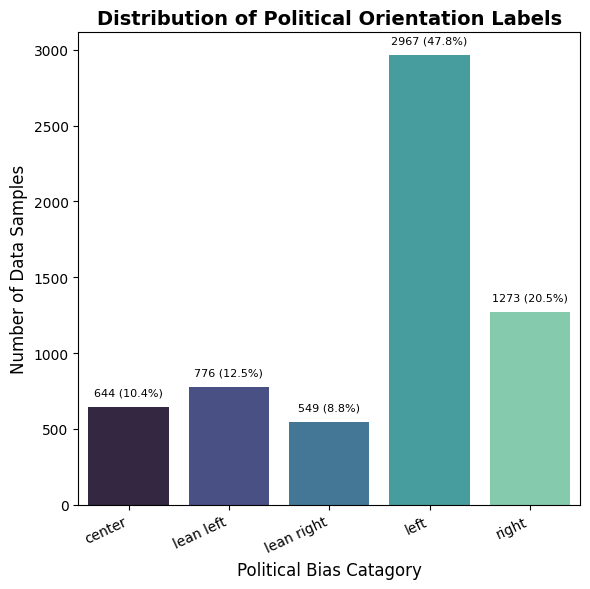 Distribution of Political Orientation Labels
Number of Data Samples
3000
2500
2000
1500
1000
500
0
644 (10.4%)
776 (12.5%)
549 (8.8%)
2967 (47.8%)
1273 (20.5%)
center
lean left
lean right
left
right
Political Bias Catagory